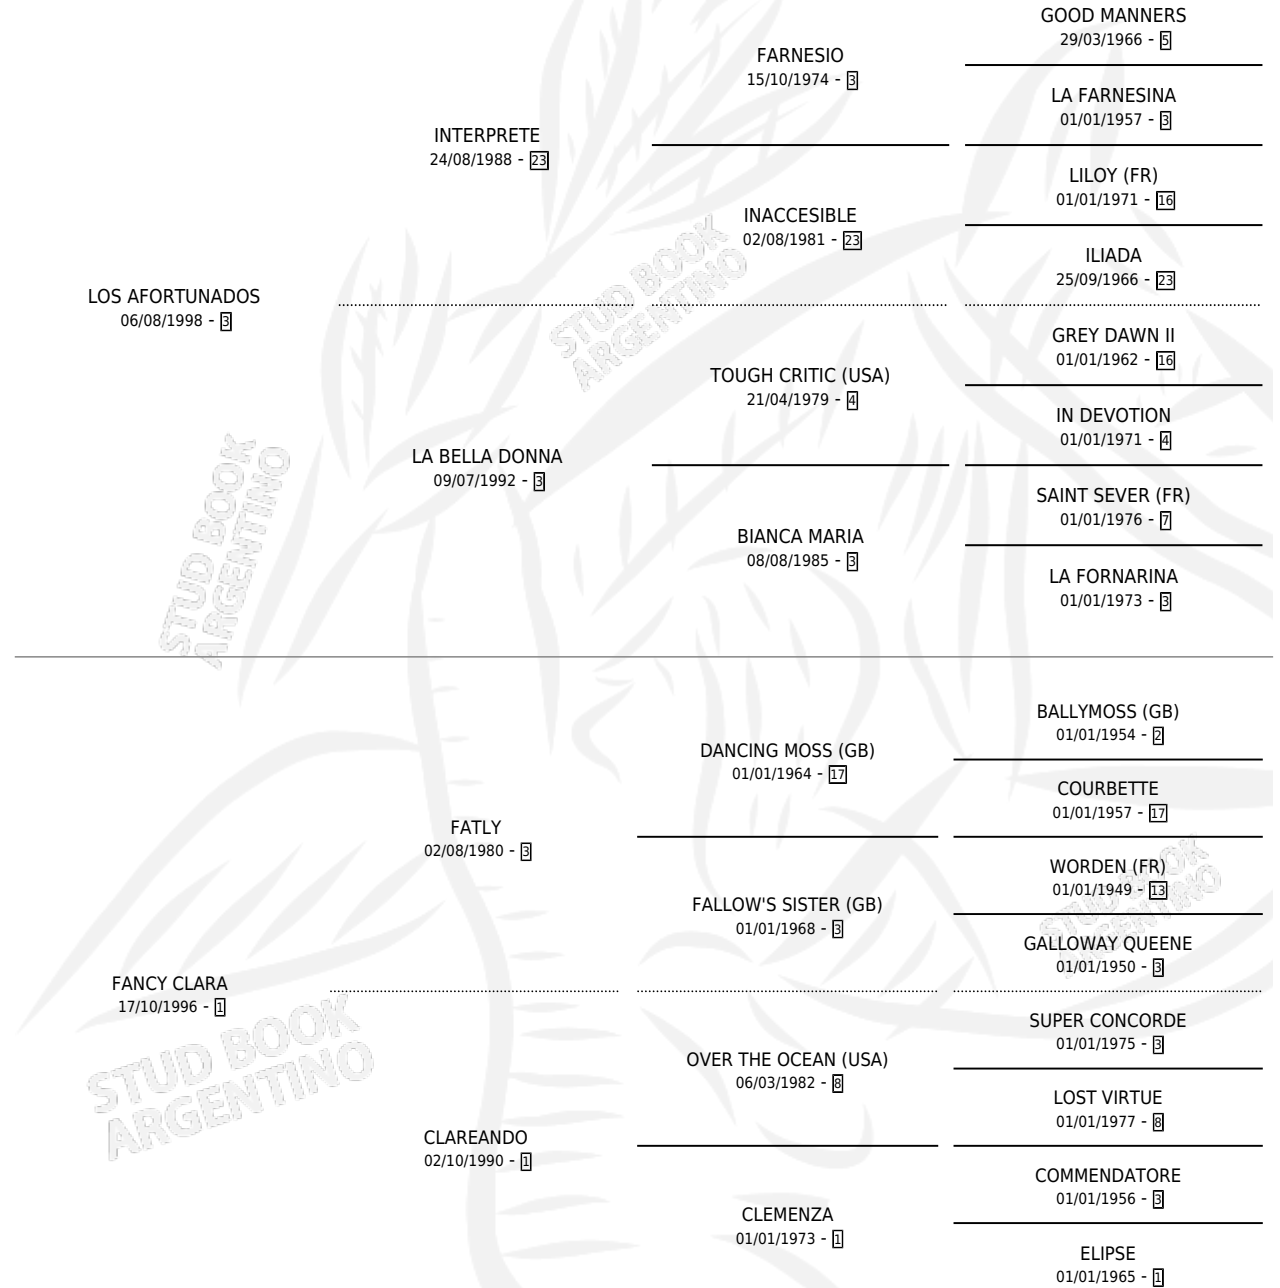 GOOD MANNERS
29/03/1966 - 5
FARNESIO
15/10/1974 - 3
LA FARNESINA
01/01/1957 - 3
INTERPRETE
24/08/1988 - 23
LILOY (FR)
01/01/1971 - 16
INACCESIBLE
02/08/1981 - 23
ILIADA
25/09/1966 - 23
LOS AFORTUNADOS
06/08/1998 - 3
STUD BOOK
ARGENTINO
GREY DAWN II
01/01/1962 - 16
TOUGH CRITIC (USA)
21/04/1979 - 4
IN DEVOTION
01/01/1971 - 4
LA BELLA DONNA
09/07/1992 - 3
SAINT SEVER (FR)
01/01/1976 - 7
BIANCA MARIA
08/08/1985 - 3
LA FORNARINA
01/01/1973 - 3
STUD BOOK
ARGENTINO
BALLYMOSS (GB)
01/01/1954 - 2
DANCING MOSS (GB)
01/01/1964 - 17
COURBETTE
01/01/1957 - 17
FATLY
02/08/1980 - 3
WORDEN (FR)
01/01/1949 - 13
FALLOW'S SISTER (GB)
01/01/1968 - 3
GALLOWAY QUEENE
01/01/1950 - 3
STUD BOOK
ARGENTINO
FANCY CLARA
17/10/1996 - 1
SUPER CONCORDE
01/01/1975 - 3
OVER THE OCEAN (USA)
06/03/1982 - 8
LOST VIRTUE
01/01/1977 - 8
STUD BOOK
ARGENTINO
CLAREANDO
02/10/1990 - 1
COMMENDATORE
01/01/1956 - 3
CLEMENZA
01/01/1973 - 1
ELIPSE
01/01/1965 - 1